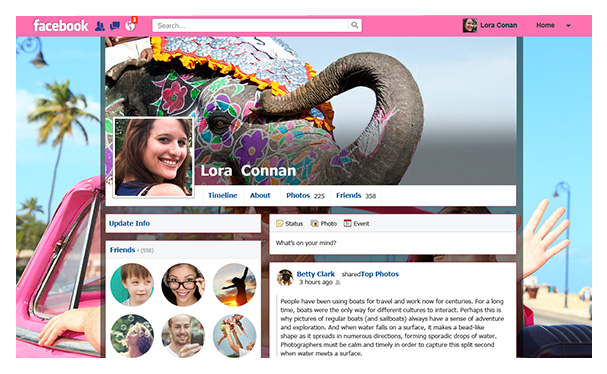 facebook 3 Search... Lora Conan Home
Lora Connan
Timeline About Photos 225 Friends 358
Update Info
Status Photo Event
What's on your mind?
Friends • (558)
Betty Clark sharedTop Photos
3 hours ago
People have been using boats for travel and work now for centuries. For a long
time, boats were the only way for different cultures to interact. Perhaps this is
why pictures of regular boats (and sailboats) always have a sense of adventure
and exploration. And when water falls on a surface, it makes a bead-like
shape as it spreads in numerous directions, forming sporadic drops of water.
Photographers must be calm and timely in order to capture this split second
when water meets a surface.